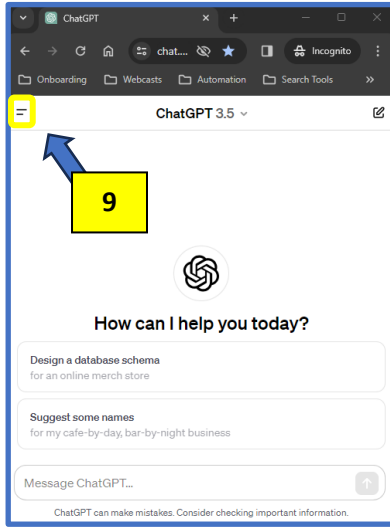 ChatGPT
chat....
Incognito
Onboarding
Webcasts
Automation
Search Tools
ChatGPT 3.5
9
How can I help you today?
Design a database schema
for an online merch store
Suggest some names
for my cafe-by-day, bar-by-night business
Message ChatGPT...
ChatGPT can make mistakes. Consider checking important information.